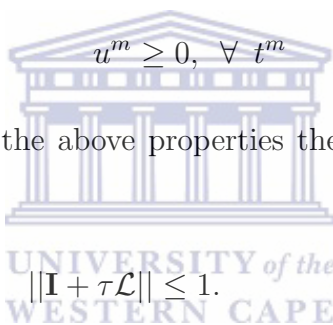 u^m ≥ 0, ∀ t^m
the above properties the
UNIVERSITY of the
||I + τℒ|| ≤ 1.
WESTERN CAPE